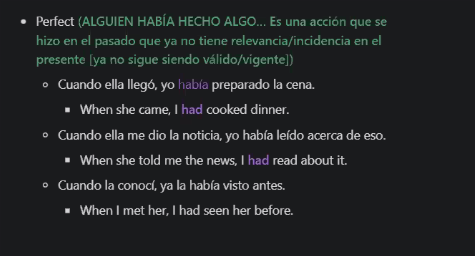 Perfect (ALGUIEN HABÍA HECHO ALGO... Es una acción que se
hizo en el pasado que ya no tiene relevancia/incidencia en el
presente [ya no sigue siendo válido/vigente])
Cuando ella llegó, yo había preparado la cena.
When she came, I had cooked dinner.
Cuando ella me dio la noticia, yo había leído acerca de eso.
When she told me the news, I had read about it.
Cuando la conocí, ya la había visto antes.
When I met her, I had seen her before.